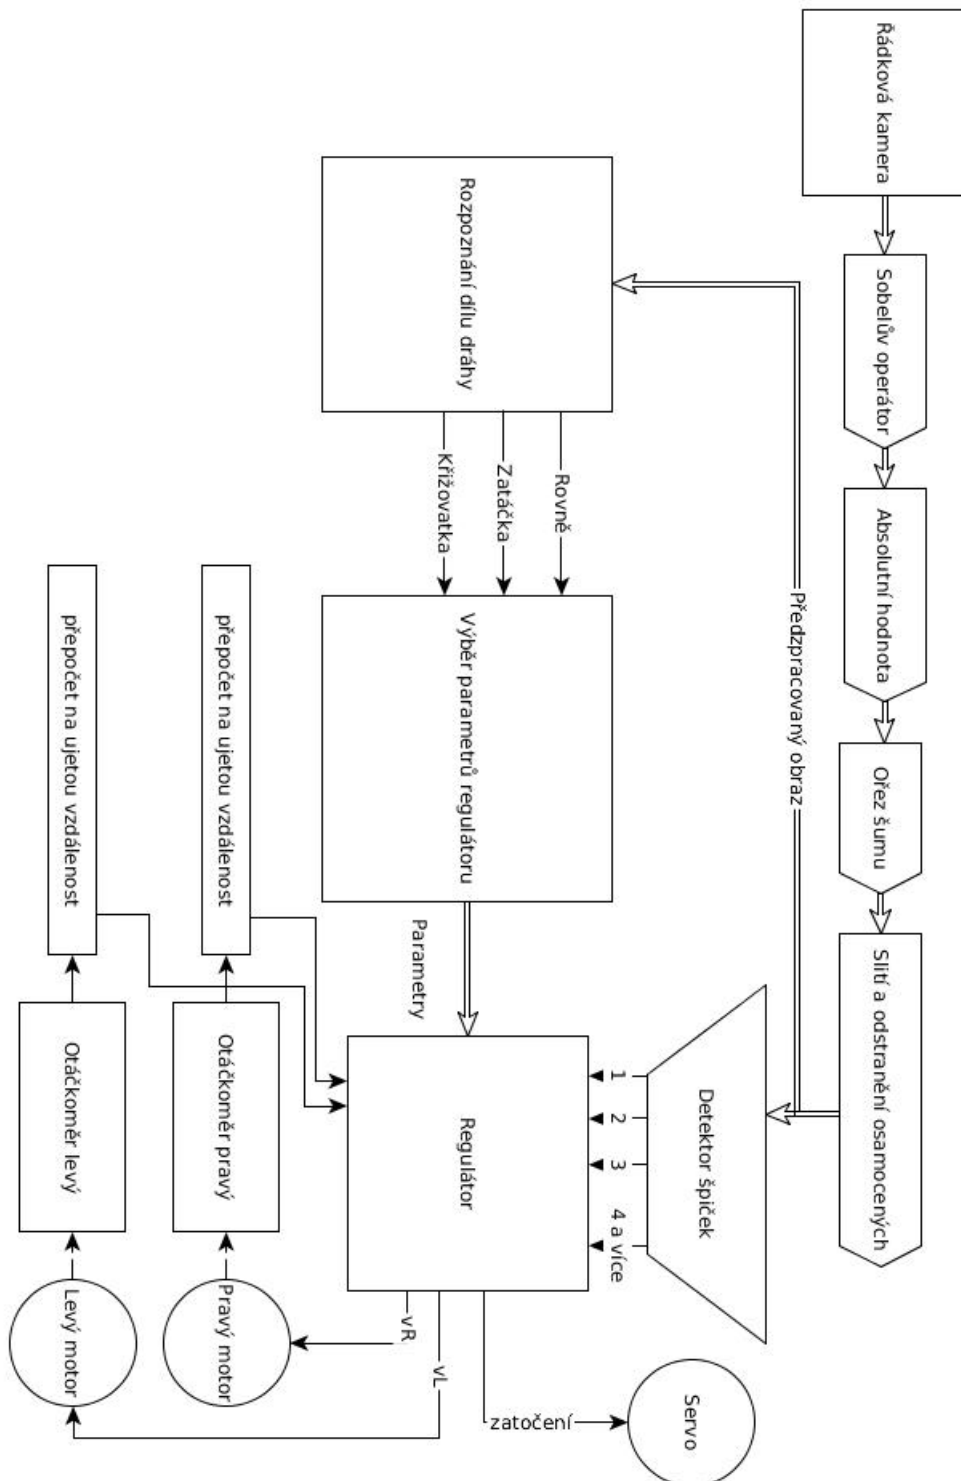 Řádková kamera
Sobelův operátor
Absolutní hodnota
Ořez šumu
Slití a odstranění osamocených
Předzpracovaný obraz
Detektor špiček
1
2
3
4 a více
Rozpoznání dílu dráhy
Rovně
Zatáčka
Křižovatka
Výběr parametrů regulátoru
Parametry
Regulátor
zatočení
Servo
vR
vL
přepočet na ujetou vzdálenost
Otáčkoměr pravý
Pravý motor
přepočet na ujetou vzdálenost
Otáčkoměr levý
Levý motor